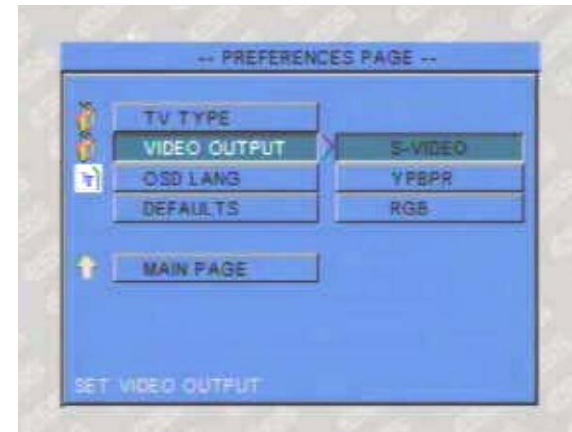 -- PREFERENCES PAGE --
TV TYPE
VIDEO OUTPUT
S-VIDEO
OSD LANG
YPBPR
DEFAULTS
RGB
MAIN PAGE
SET VIDEO OUTPUT